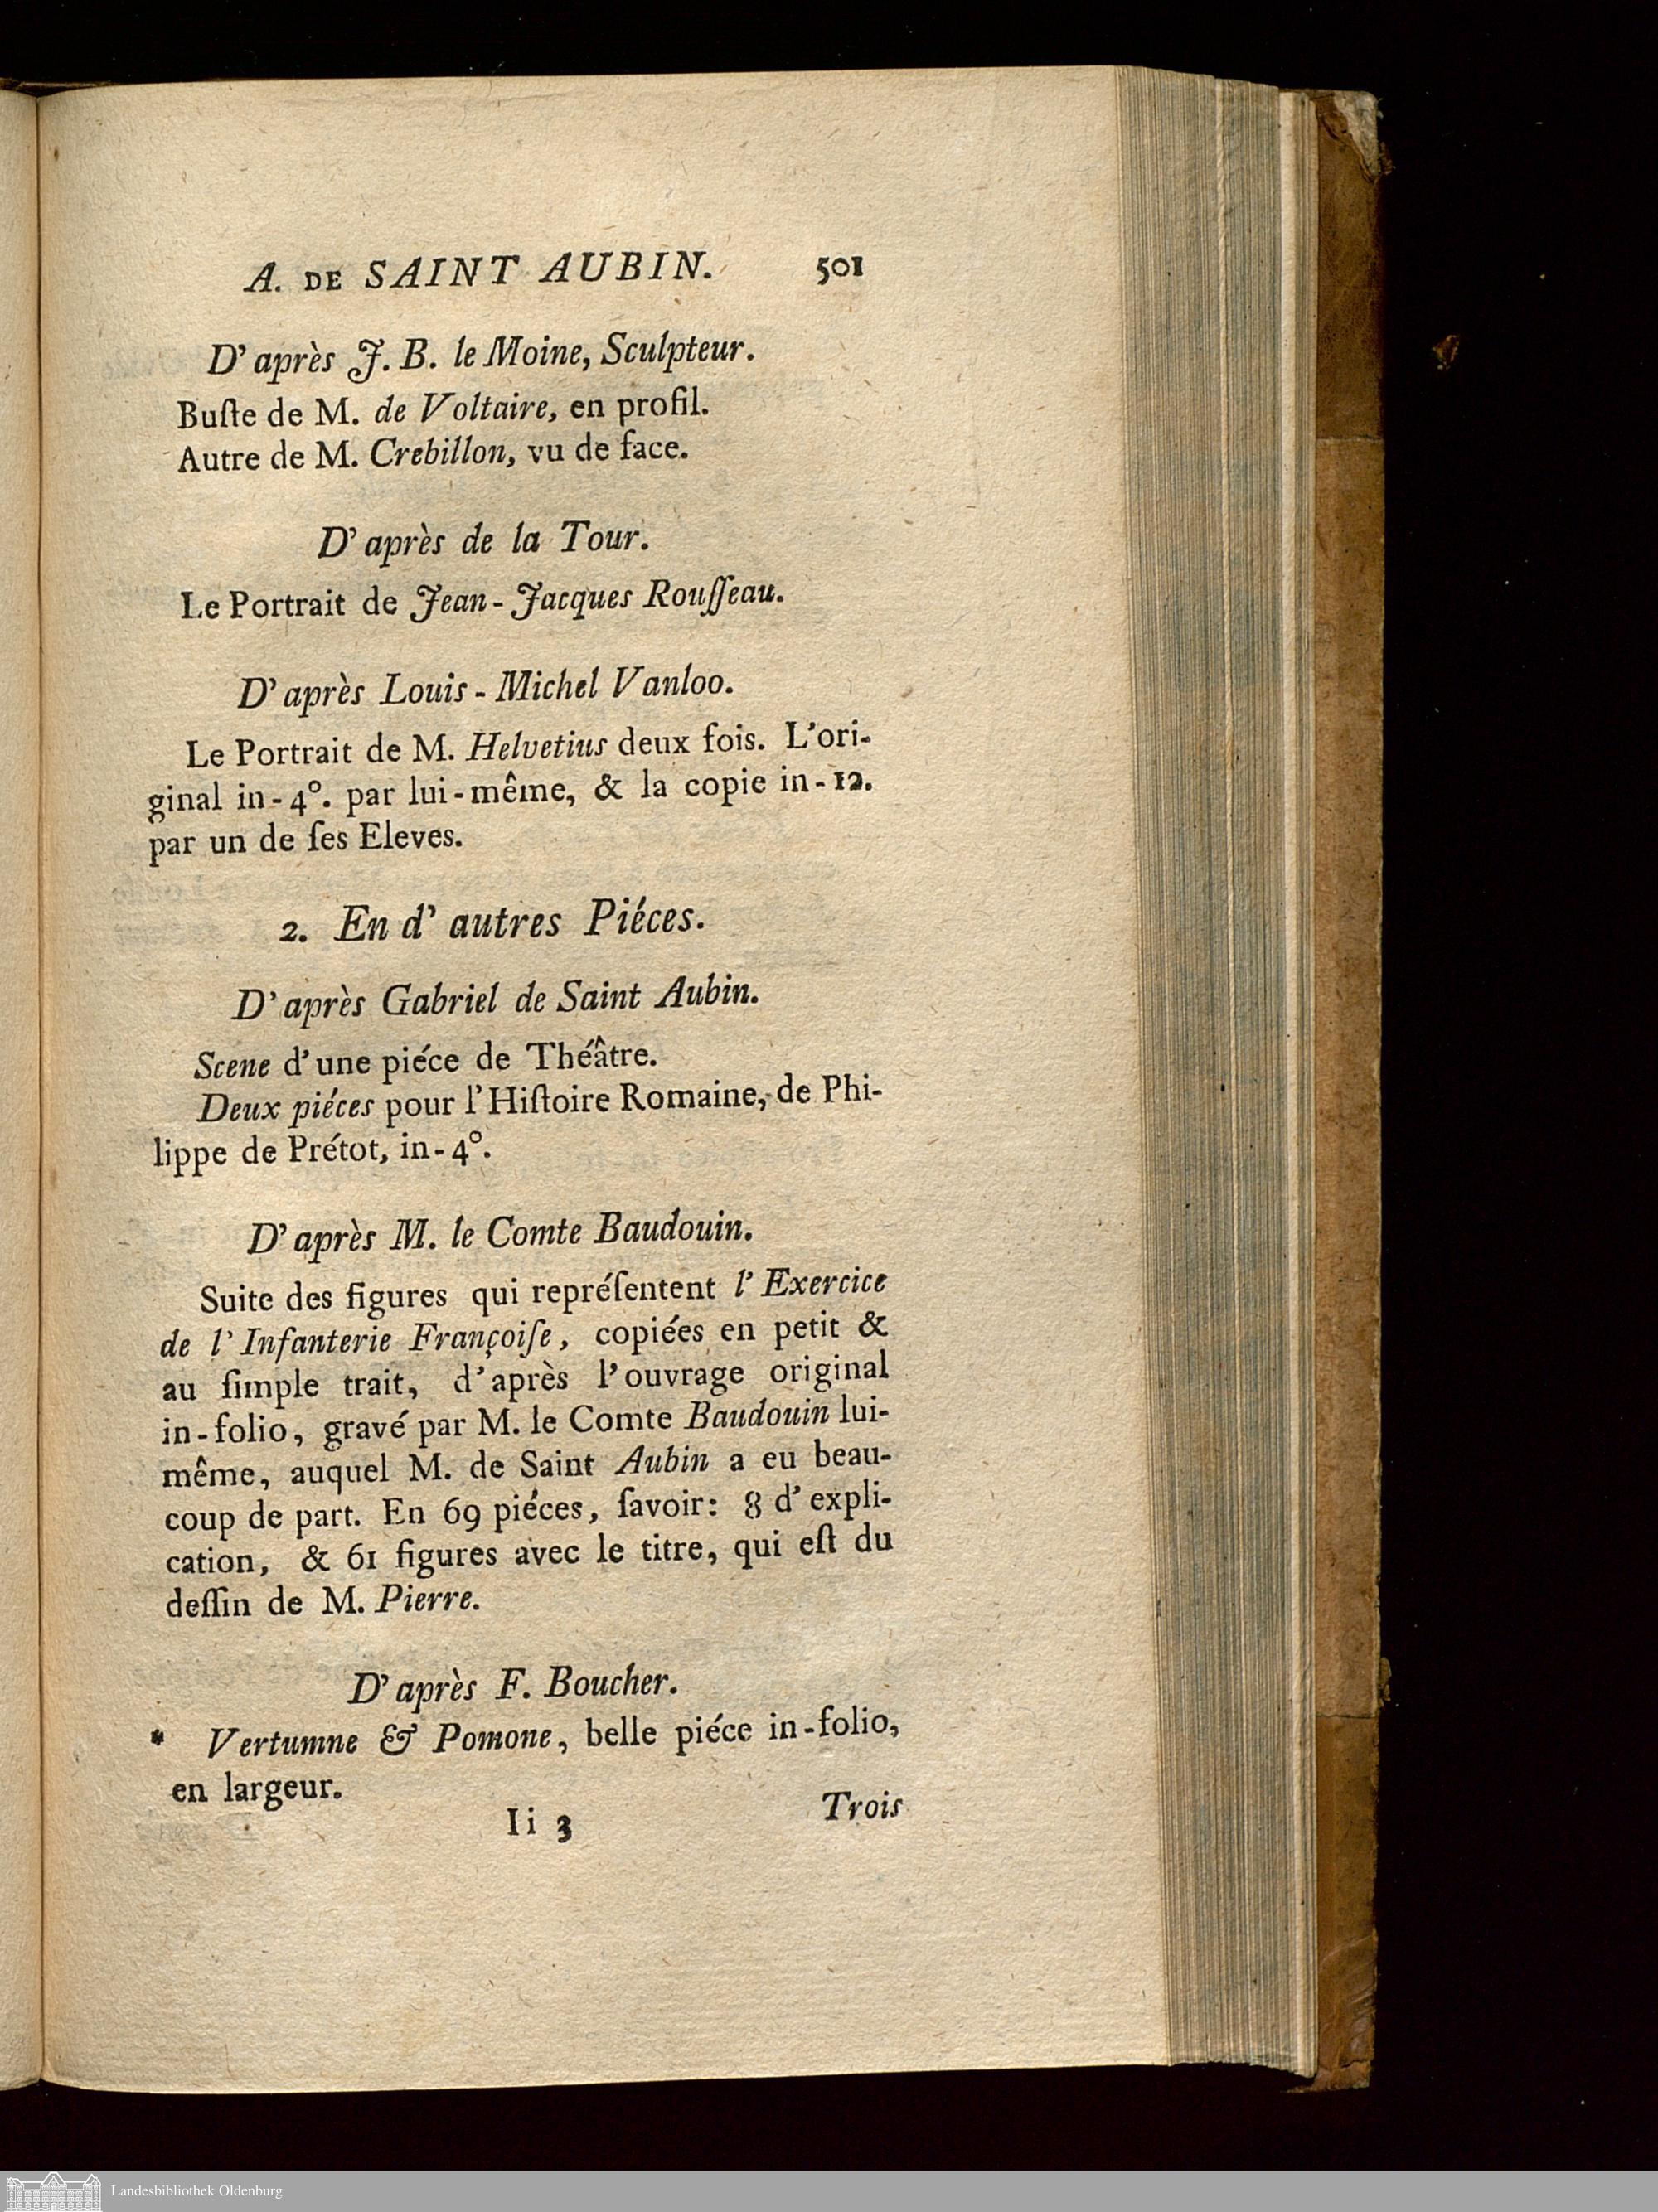 A. DE SAINT AUBIN. 501
D'après J. B. le Moine, Sculpteur.
Buſte de M. de Voltaire, en profil.
Autre de M. Crebillon, vu de face.
D'après de la Tour.
Le Portrait de Jean-Jacques Rouſſeau.
D'après Louis-Michel Vanloo.
Le Portrait de M. Helvetius deux fois. L'ori-
ginal in-4°. par lui-même, & la copie in-12.
par un de ſes Eleves.
2. En d'autres Piéces.
D'après Gabriel de Saint Aubin.
Scene d'une piéce de Théâtre.
Deux piéces pour l'Hiſtoire Romaine, de Phi-
lippe de Prétot, in-4°.
D'après M. le Comte Baudouin.
Suite des figures qui repréſentent l'Exercice
de l'Infanterie Françoiſe, copiées en petit &
au ſimple trait, d'après l'ouvrage original
in-folio, gravé par M. le Comte Baudouin lui-
même, auquel M. de Saint Aubin a eu beau-
coup de part. En 69 piéces, ſavoir: 8 d'expli-
cation, & 61 figures avec le titre, qui eſt du
deſſin de M. Pierre.
D'après F. Boucher.
* Vertumne & Pomone, belle piéce in-folio,
en largeur.
Ii 3 Trois
Landesbibliothek Oldenburg